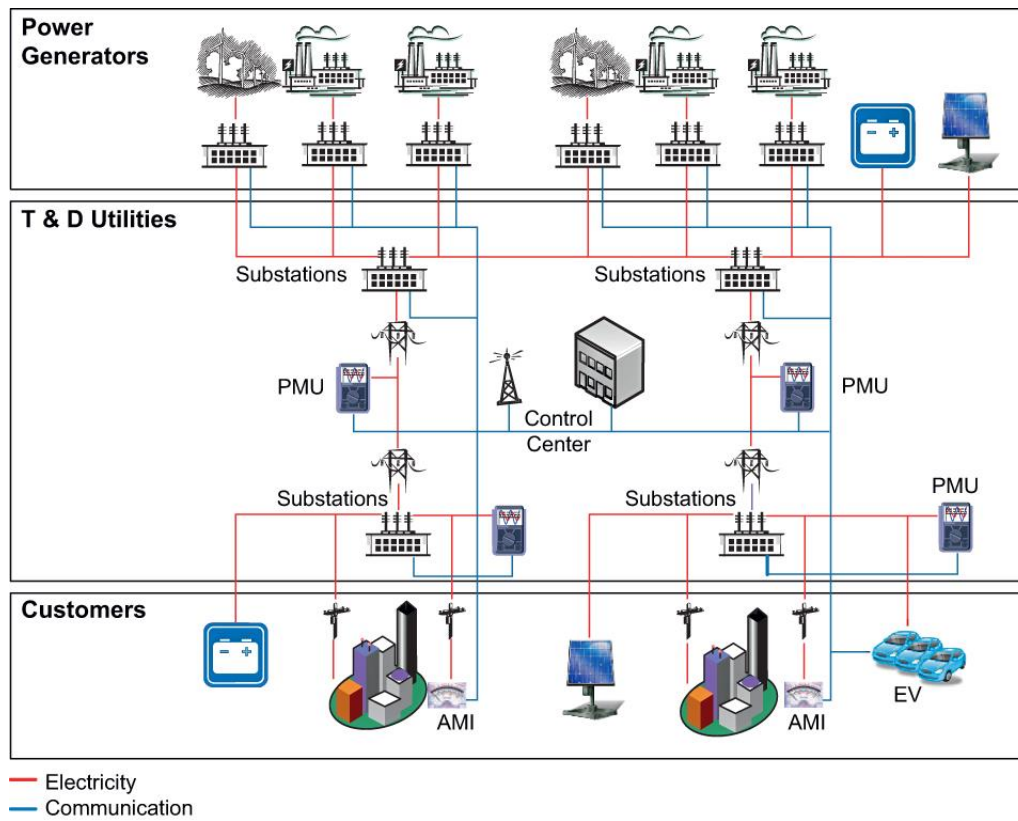 Power
Generators
T & D Utilities
Substations
Substations
PMU
PMU
Control
Center
Substations
Substations
PMU
Customers
AMI
AMI
EV
Electricity
Communication